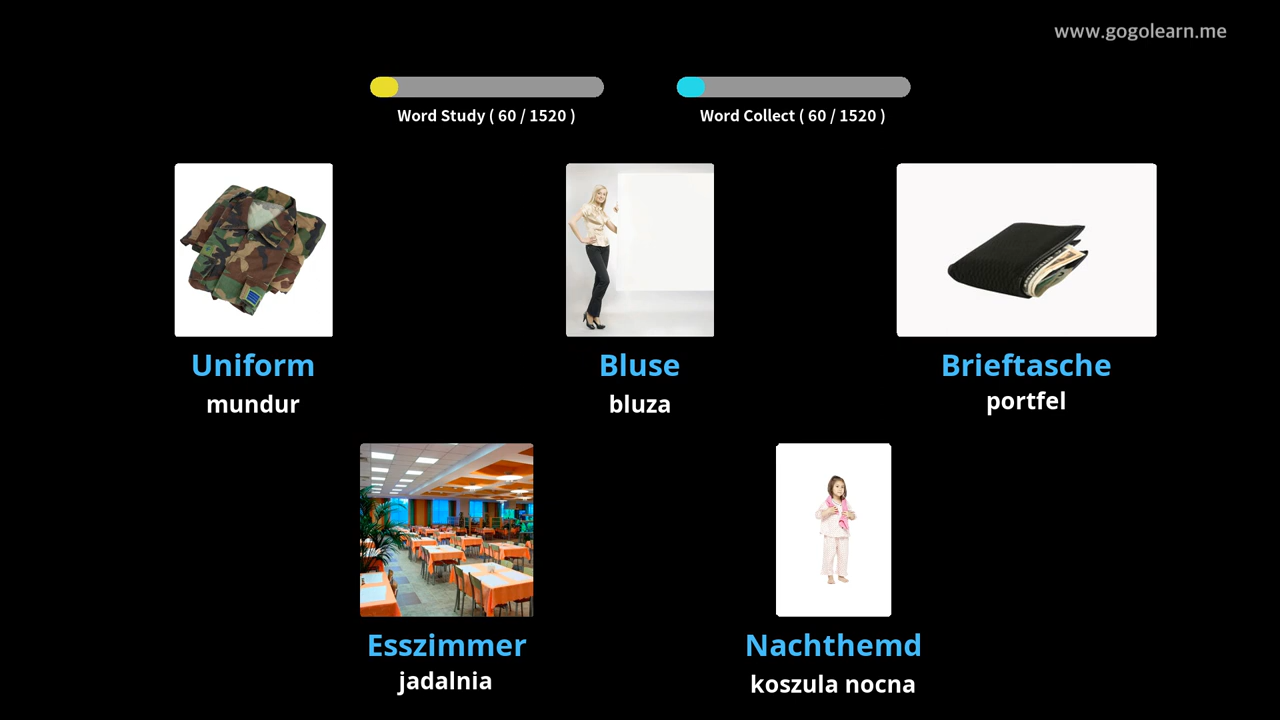 www.gogolearn.me
Word Study ( 60 / 1520 )
Word Collect ( 60 / 1520 )
Uniform
mundur
Bluse
bluza
Brieftasche
portfel
Esszimmer
jadalnia
Nachthemd
koszula nocna